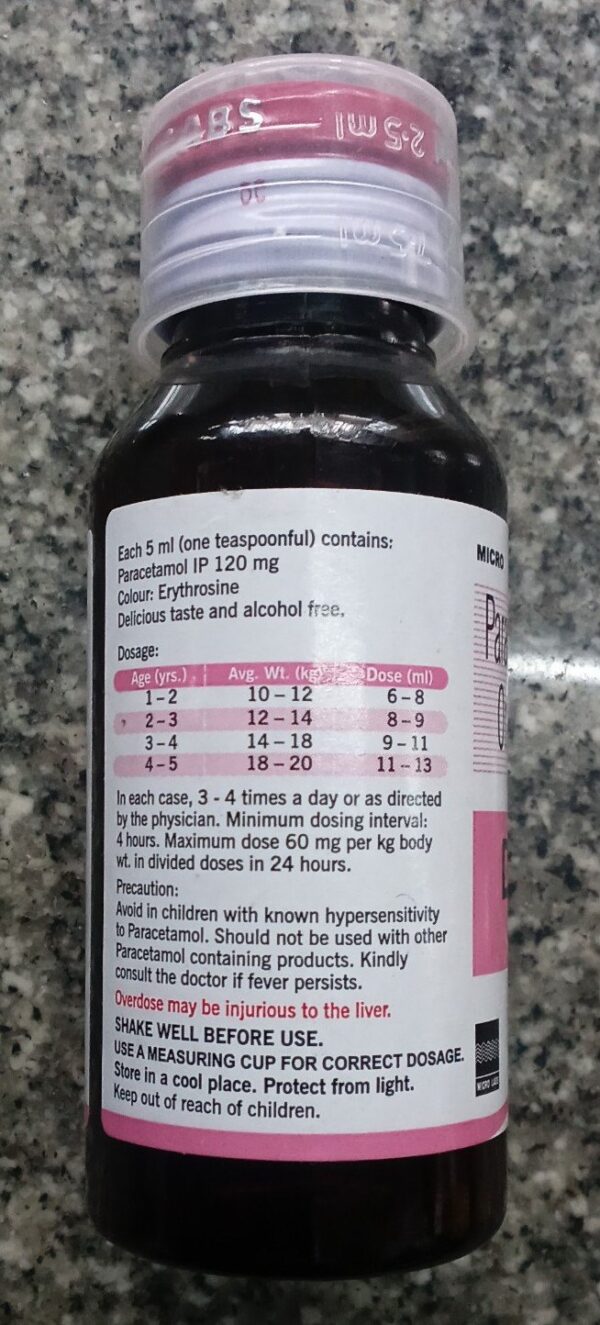 2.5 ml
Each 5 ml (one teaspoonful) contains:
Paracetamol IP 120 mg
Colour: Erythrosine
Delicious taste and alcohol free.
Dosage:
Age (yrs.) Avg. Wt. (kg) Dose (ml)
1 – 2 10 – 12 6 – 8
2 – 3 12 – 14 8 – 9
3 – 4 14 – 18 9 – 11
4 – 5 18 – 20 11 – 13
In each case, 3 - 4 times a day or as directed
by the physician. Minimum dosing interval:
4 hours. Maximum dose 60 mg per kg body
wt. in divided doses in 24 hours.
Precaution:
Avoid in children with known hypersensitivity
to Paracetamol. Should not be used with other
Paracetamol containing products. Kindly
consult the doctor if fever persists.
Overdose may be injurious to the liver.
SHAKE WELL BEFORE USE.
USE A MEASURING CUP FOR CORRECT DOSAGE.
Store in a cool place. Protect from light.
Keep out of reach of children.
MICRO
Para
MICRO LABS